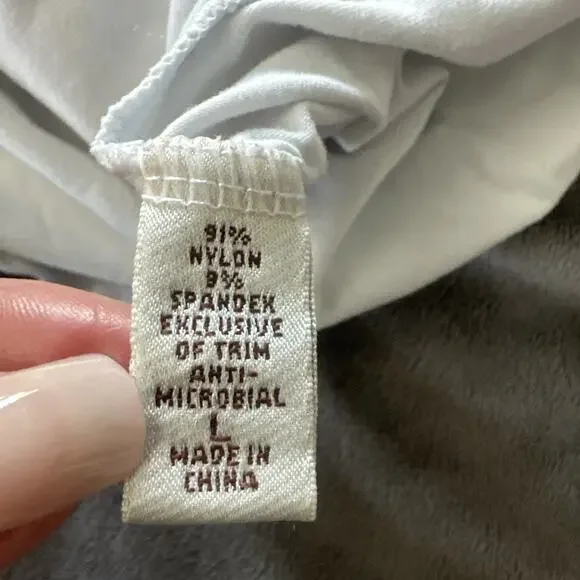 91%
NYLON
9%
SPANDEX
EXCLUSIVE
OF TRIM
ANTI-
MICROBIAL
L
MADE IN
CHINA